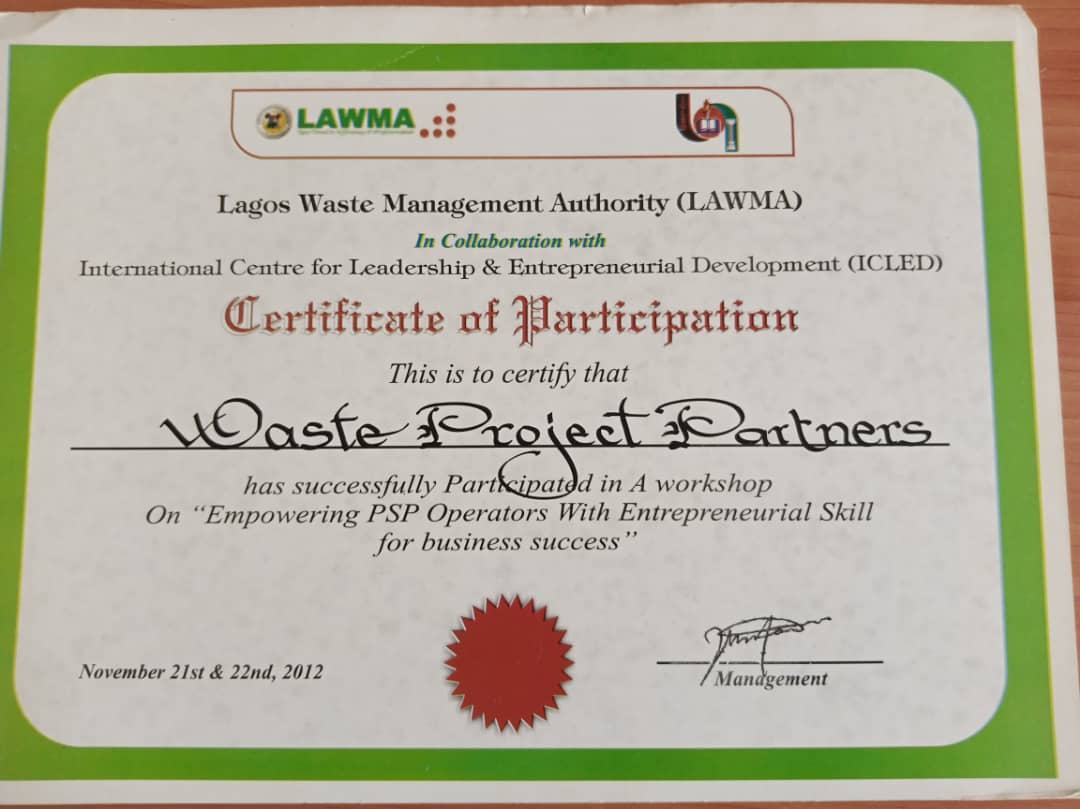 LAWMA
Lagos Waste Management Authority (LAWMA)
In Collaboration with
International Centre for Leadership & Entrepreneurial Development (ICLED)
Certificate of Participation
This is to certify that
Waste Project Partners
has successfully Participated in A workshop
On “Empowering PSP Operators With Entrepreneurial Skill
for business success”
November 21st & 22nd, 2012
Management